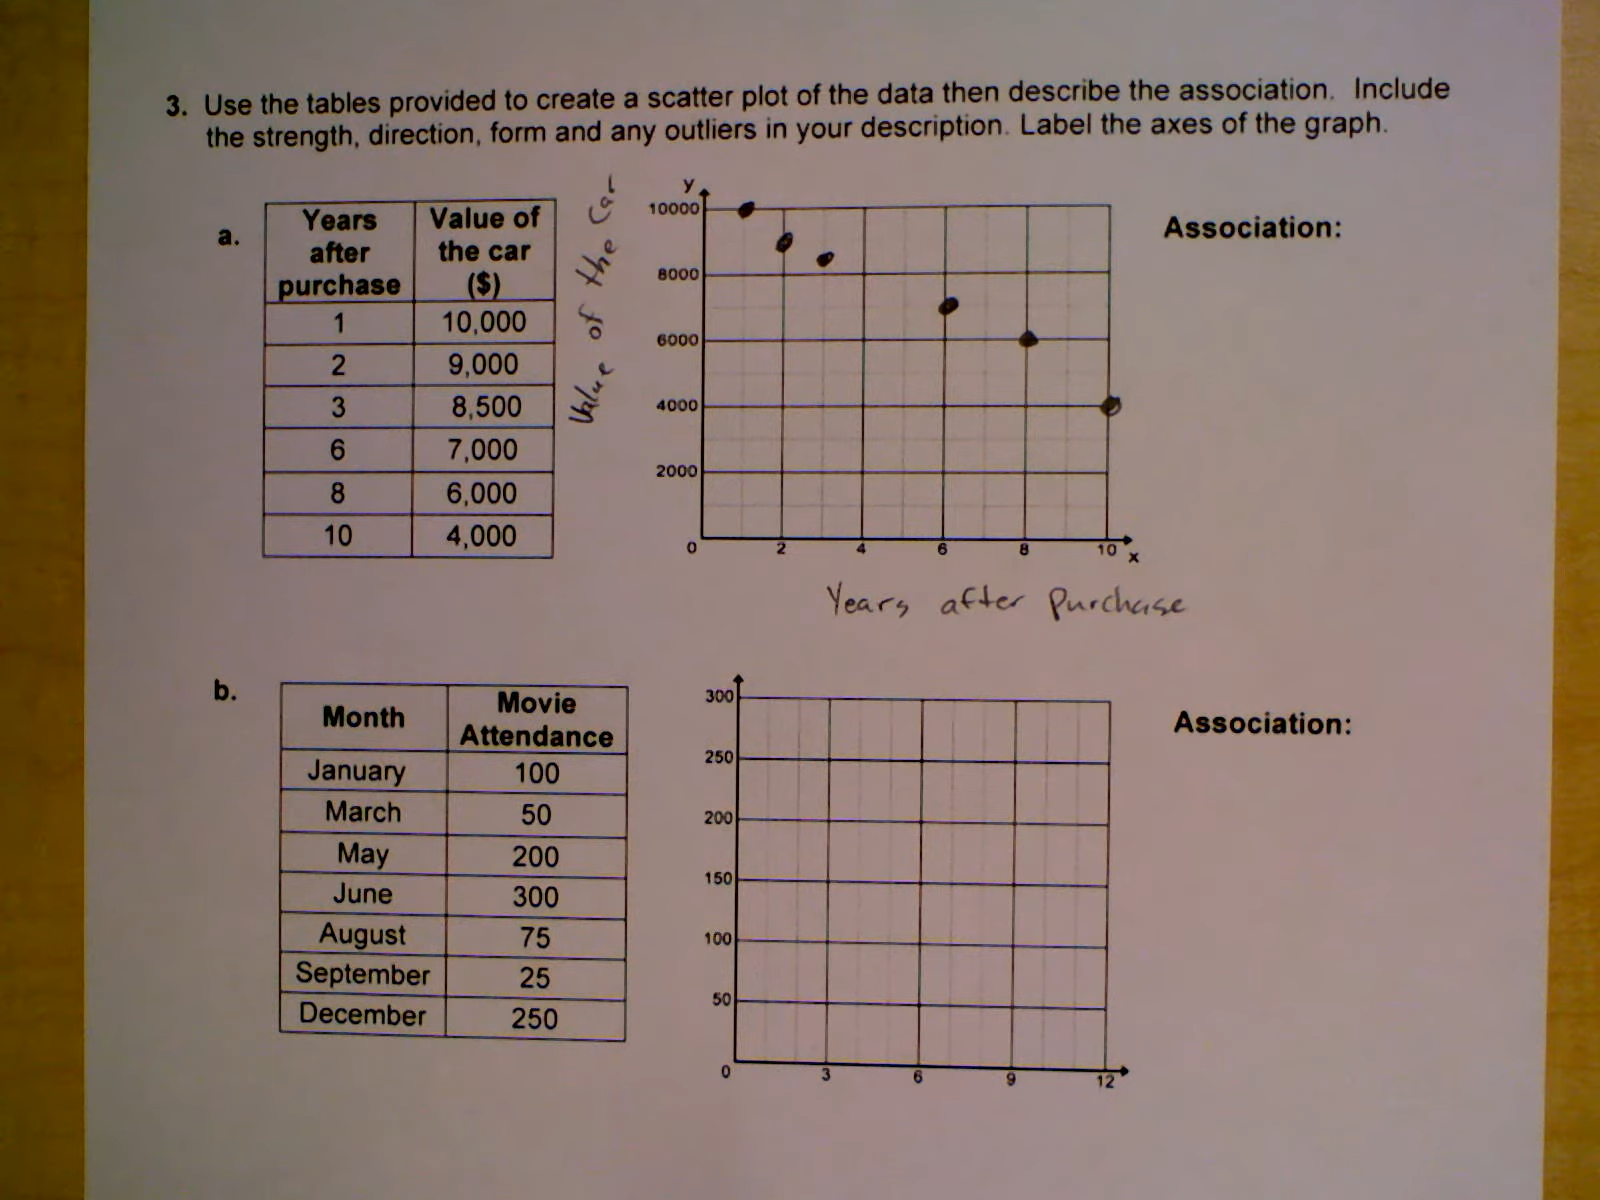 3. Use the tables provided to create a scatter plot of the data then describe the association. Include
the strength, direction, form and any outliers in your description. Label the axes of the graph.
a.
Years after purchase | Value of the car ($)
1 | 10,000
2 | 9,000
3 | 8,500
6 | 7,000
8 | 6,000
10 | 4,000
Value of the Car
y
10000
8000
6000
4000
2000
0 2 4 6 8 10 x
Years after Purchase
Association:
b.
Month | Movie Attendance
January | 100
March | 50
May | 200
June | 300
August | 75
September | 25
December | 250
300
250
200
150
100
50
0 3 6 9 12
Association: